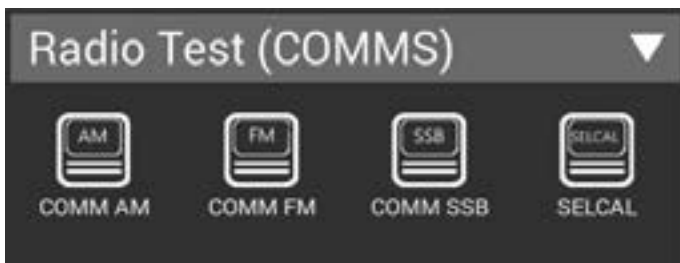 Radio Test (COMMS)
AM FM SSB SELCAL
COMM AM COMM FM COMM SSB SELCAL